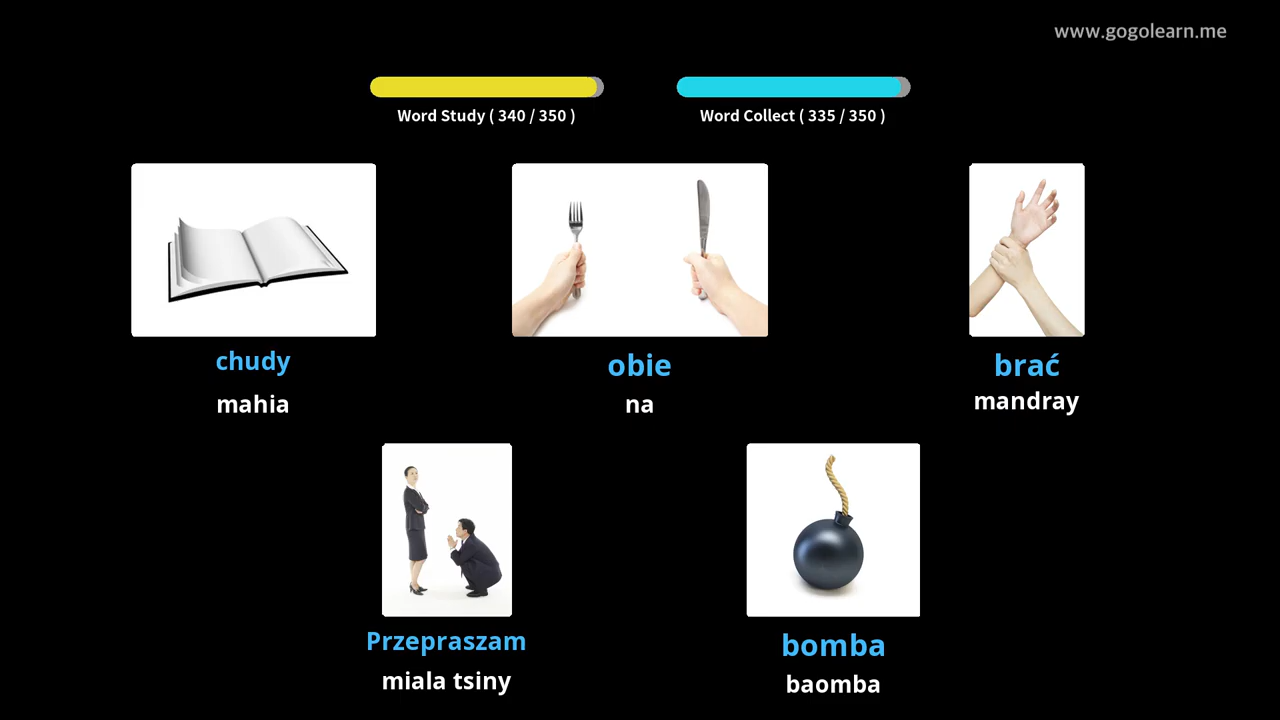 www.gogolearn.me
Word Study ( 340 / 350 )
Word Collect ( 335 / 350 )
chudy
mahia
obie
na
brać
mandray
Przepraszam
miala tsiny
bomba
baomba